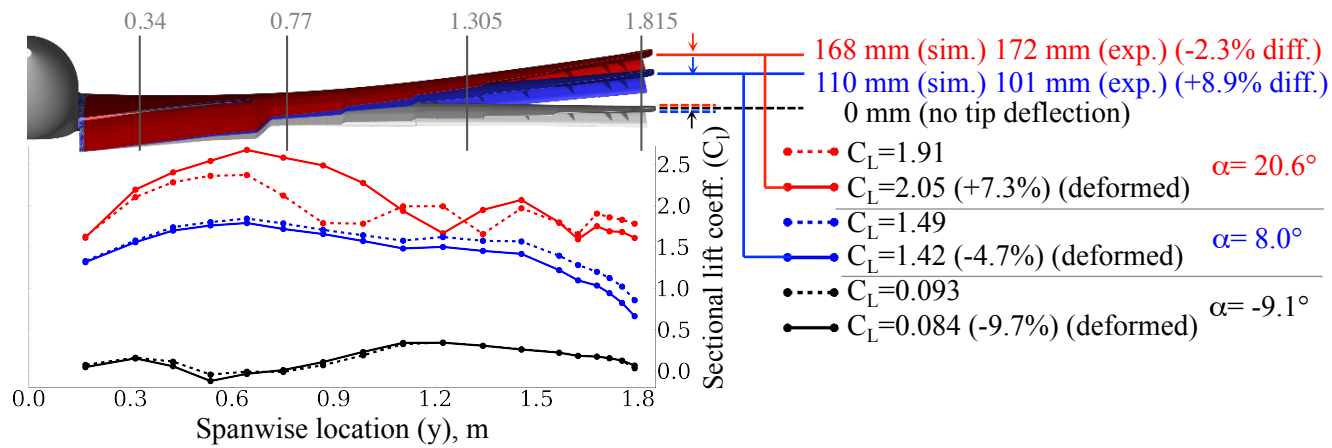 0.34 0.77 1.305 1.815
168 mm (sim.) 172 mm (exp.) (-2.3% diff.)
110 mm (sim.) 101 mm (exp.) (+8.9% diff.)
0 mm (no tip deflection)
C_L=1.91
C_L=2.05 (+7.3%) (deformed)
α= 20.6°
C_L=1.49
C_L=1.42 (-4.7%) (deformed)
α= 8.0°
C_L=0.093
C_L=0.084 (-9.7%) (deformed)
α= -9.1°
2.5
2.0
1.5
1.0
0.5
0.0
Sectional lift coeff. (C_l)
0.0 0.3 0.6 0.9 1.2 1.5 1.8
Spanwise location (y), m